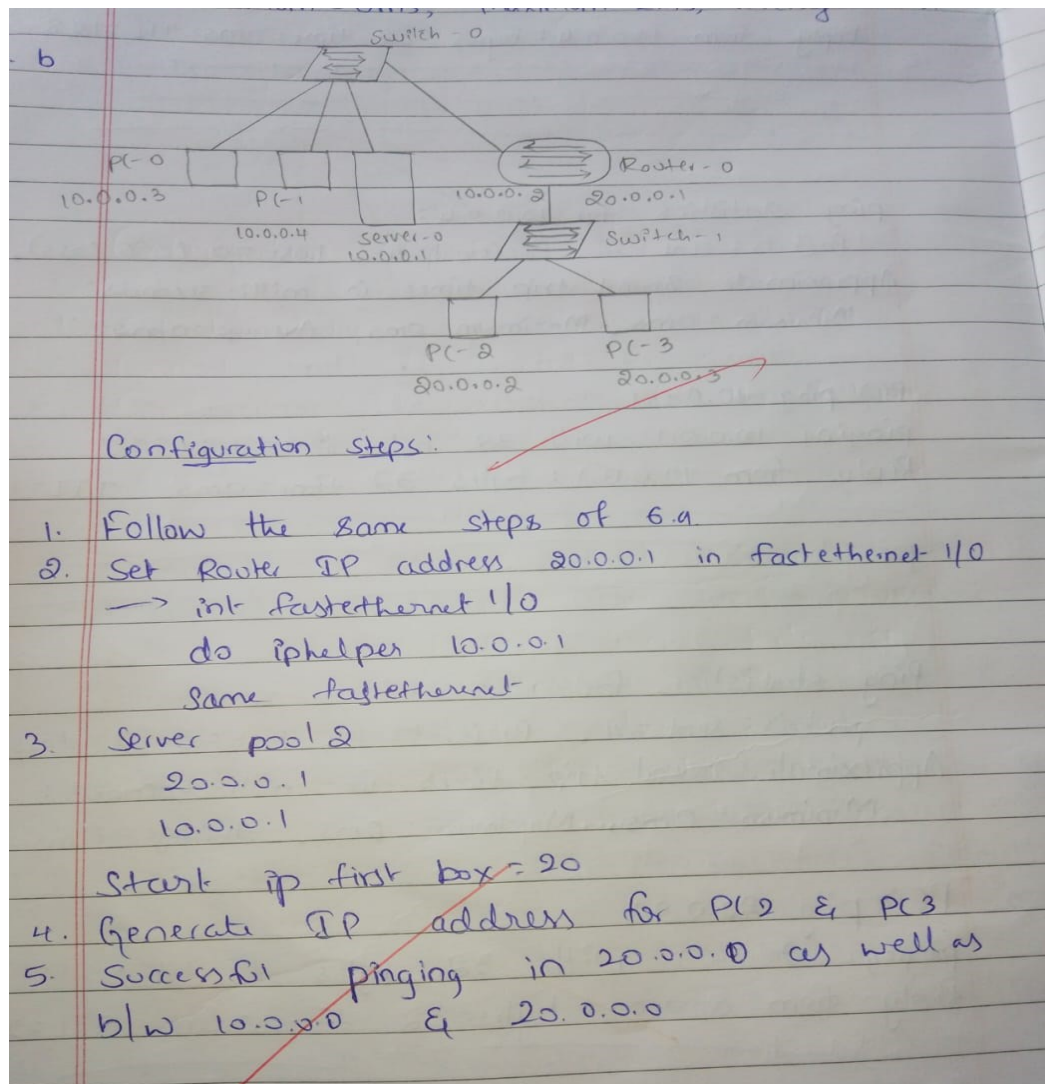 Switch - 0
b
PC-0
Router - 0
10.0.0.3
PC-1
10.0.0.2
20.0.0.1
10.0.0.4
Server-0
Switch-1
10.0.0.1
PC-2
PC-3
20.0.0.2
20.0.0.3
Configuration steps:
1. Follow the same steps of 6.a
2. Set Router IP address 20.0.0.1 in fastethernet 1/0
→ int fastethernet 1/0
do iphelper 10.0.0.1
Same fastetherenet
3. Server pool 2
20.0.0.1
10.0.0.1
Start ip first box = 20
4. Generate IP address for PC2 & PC3
5. Successful pinging in 20.0.0.0 as well as
b/w 10.0.0.0 & 20.0.0.0